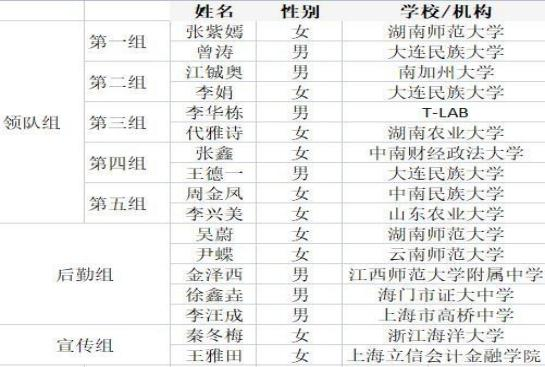 姓名 性别 学校/机构
领队组 第一组 张紫嫣 女 湖南师范大学
曾涛 男 大连民族大学
第二组 江铖奥 男 南加州大学
李娟 女 大连民族大学
第三组 李华栋 男 T-LAB
代雅诗 女 湖南农业大学
第四组 张鑫 女 中南财经政法大学
王德一 男 大连民族大学
第五组 周金凤 女 中南民族大学
李兴美 女 山东农业大学
后勤组 吴蔚 女 湖南师范大学
尹蝶 女 云南师范大学
金泽西 男 江西师范大学附属中学
徐鑫垚 男 海门市证大中学
李汪成 男 上海市高桥中学
宣传组 秦冬梅 女 浙江海洋大学
王雅田 女 上海立信会计金融学院